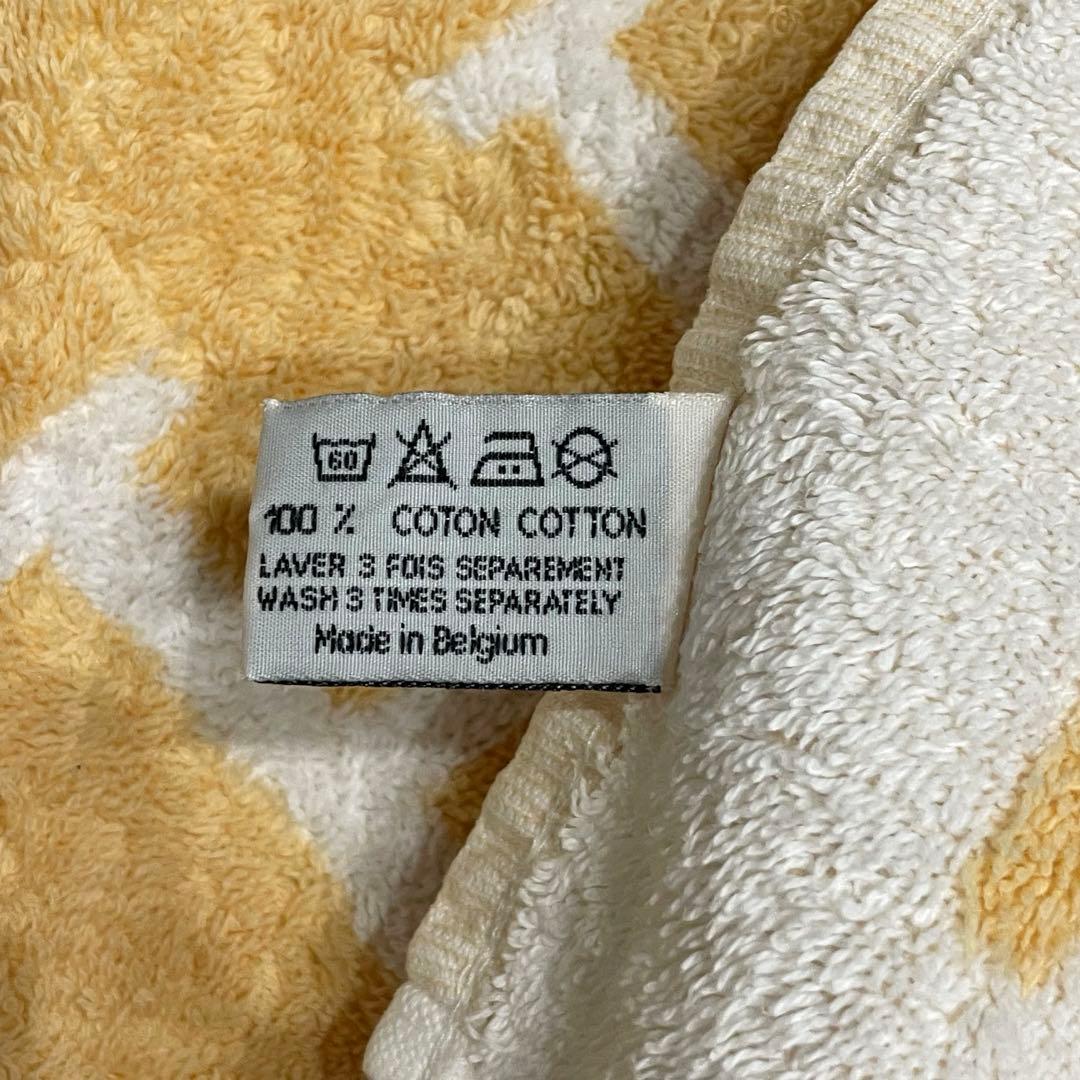 60
100 % COTON COTTON
LAVER 3 FOIS SEPAREMENT
WASH 3 TIMES SEPARATELY
Made in Belgium